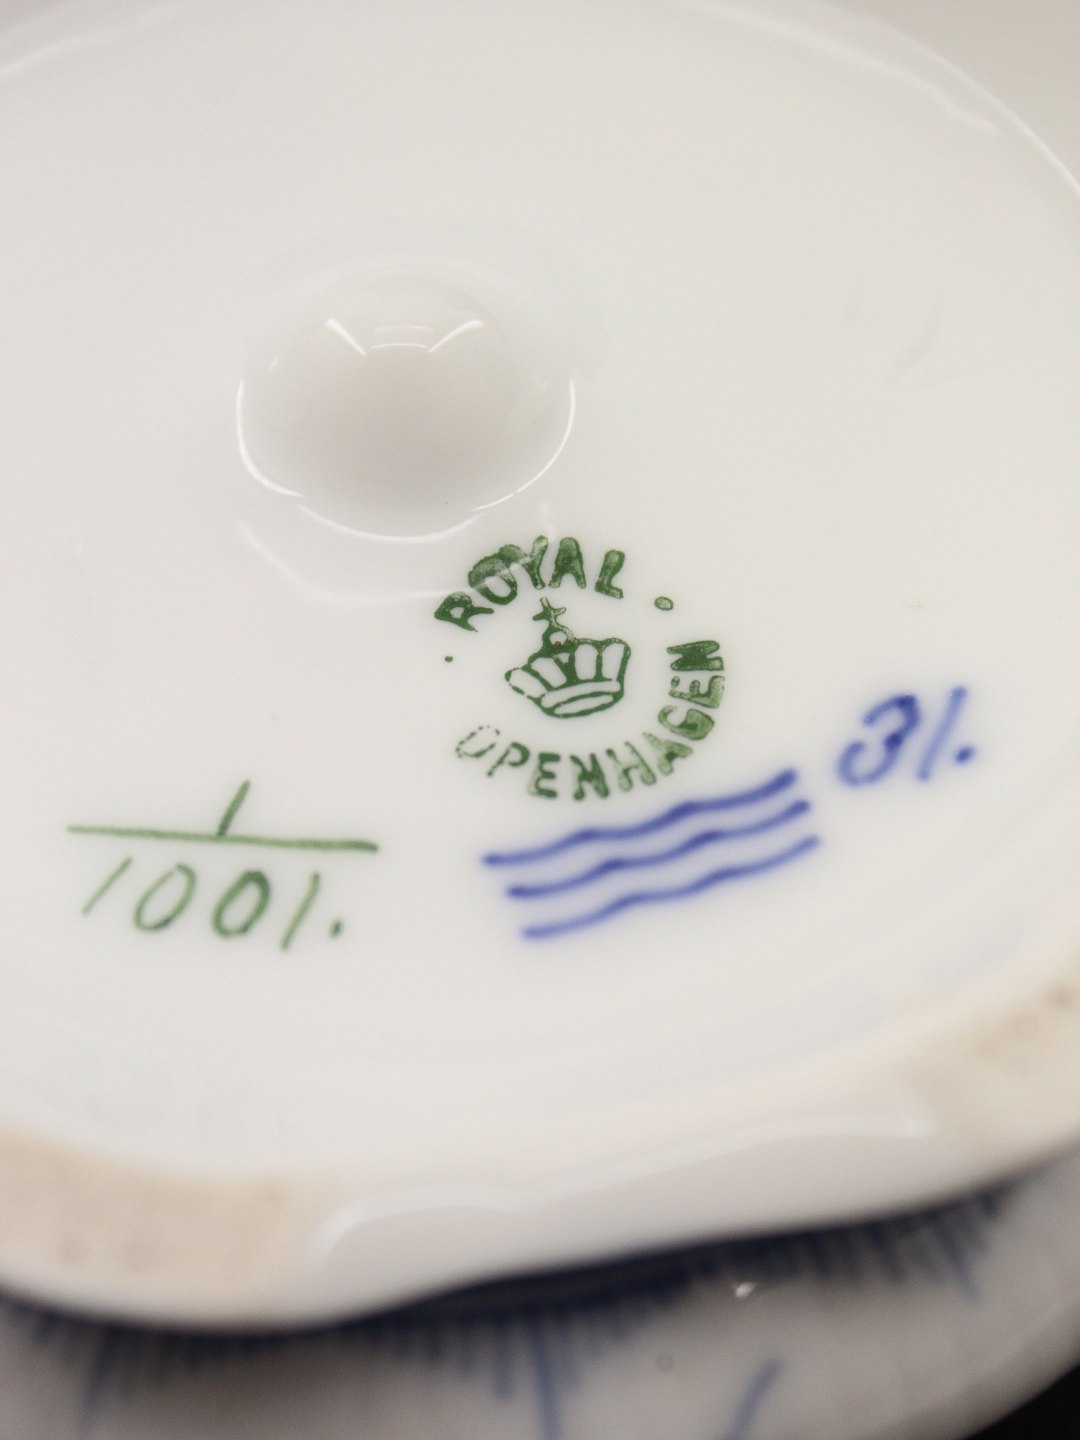 ROYAL.
COPENHAGEN
31.
1
1001.